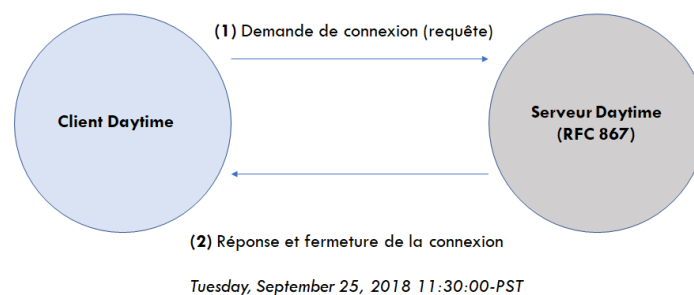 (1) Demande de connexion (requête)
Client Daytime
Serveur Daytime
(RFC 867)
(2) Réponse et fermeture de la connexion
Tuesday, September 25, 2018 11:30:00-PST